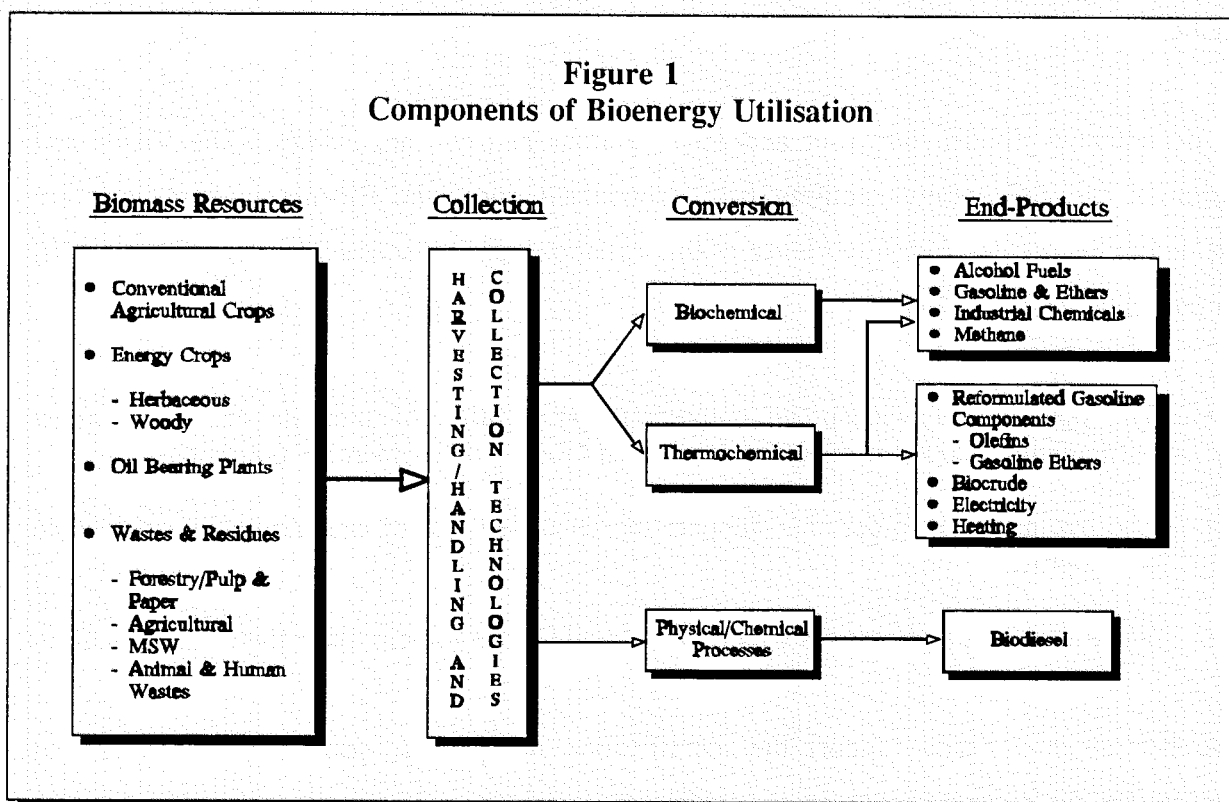 Figure 1
Components of Bioenergy Utilisation
Biomass Resources
● Conventional
Agricultural Crops
● Energy Crops
- Herbaceous
- Woody
● Oil Bearing Plants
● Wastes & Residues
- Forestry/Pulp &
Paper
- Agricultural
- MSW
- Animal & Human
Wastes
Collection
HARVESTING/HANDLING AND
COLLECTION TECHNOLOGIES
Conversion
Biochemical
Thermochemical
Physical/Chemical
Processes
End-Products
● Alcohol Fuels
● Gasoline & Ethers
● Industrial Chemicals
● Methane
● Reformulated Gasoline
Components
- Olefins
- Gasoline Ethers
● Biocrude
● Electricity
● Heating
Biodiesel